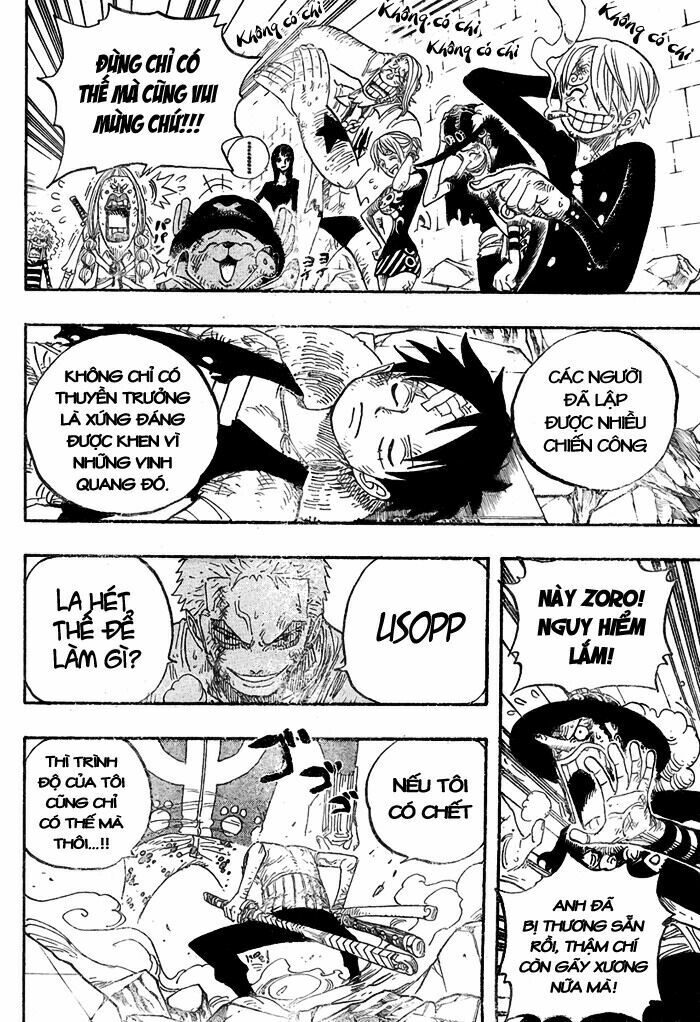 Không có chi
Không có chi
Không có chi
Không có chi
ĐỪNG CHỈ CÓ
THẾ MÀ CŨNG VUI
MỪNG CHỨ!!!
CÁC NGƯỜI
ĐÃ LẬP
ĐƯỢC NHIỀU
CHIẾN CÔNG
KHÔNG CHỈ CÓ
THUYỀN TRƯỞNG
LÀ XỨNG ĐÁNG
ĐƯỢC KHEN VÌ
NHỮNG VINH
QUANG ĐÓ.
NÀY ZORO!
NGUY HIỂM
LẮM!
ANH ĐÃ
BỊ THƯƠNG SẴN
RỒI, THẬM CHÍ
CÒN GÃY XƯƠNG
NỮA MÀ!
USOPP
LA HÉT
THẾ ĐỂ
LÀM GÌ?
NẾU TÔI
CÓ CHẾT
THÌ TRÌNH
ĐỘ CỦA TÔI
CŨNG CHỈ
CÓ THẾ MÀ
THÔI...!!